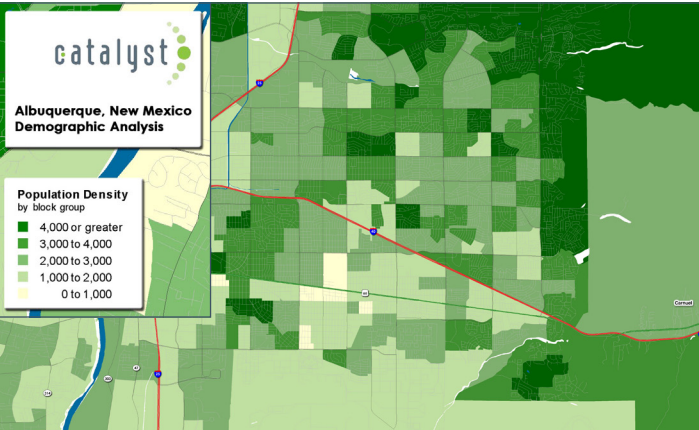 catalyst
Albuquerque, New Mexico
Demographic Analysis
Population Density
by block group
4,000 or greater
3,000 to 4,000
2,000 to 3,000
1,000 to 2,000
0 to 1,000
Carnuel